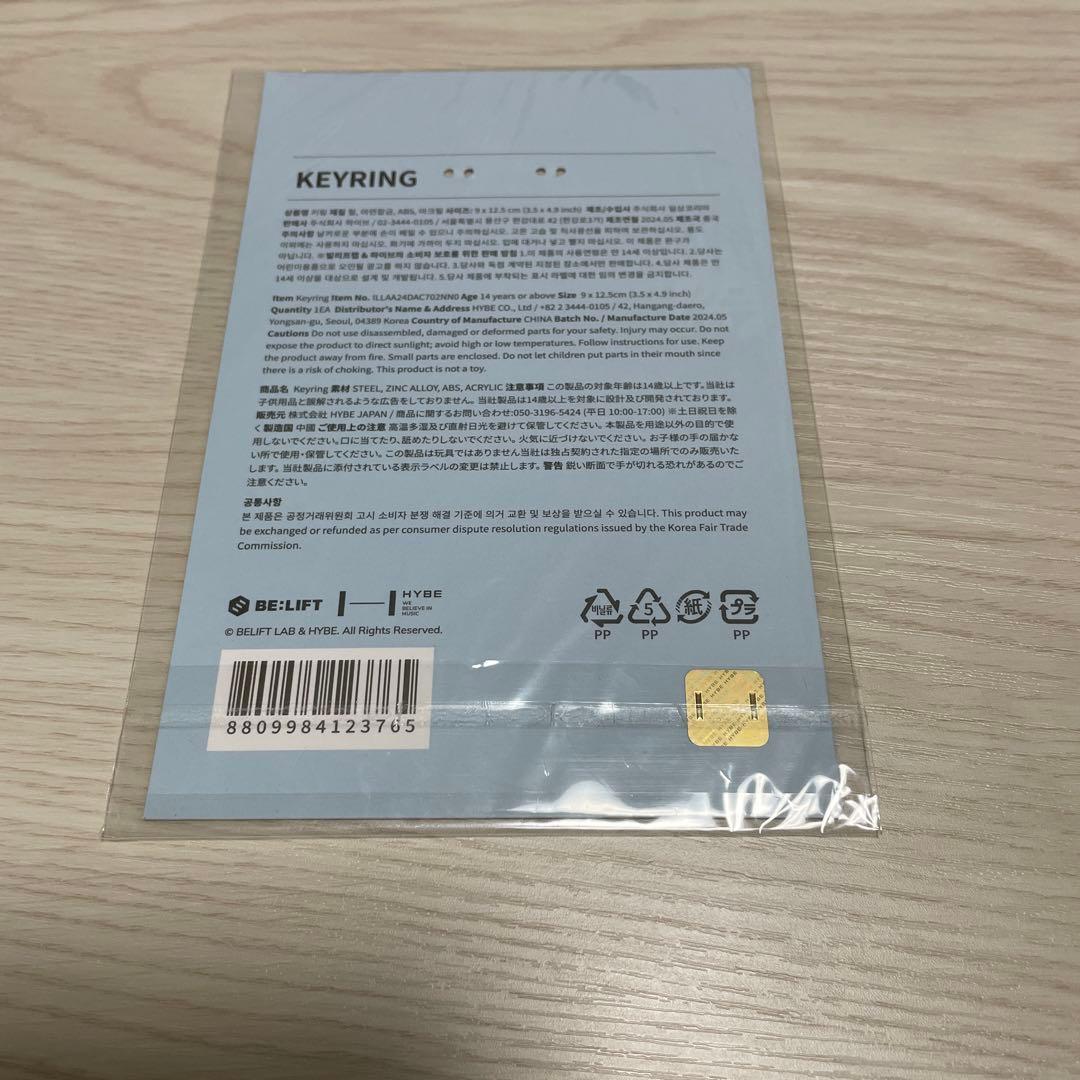 KEYRING
상품명 키링 재질 철, 아연합금, ABS, 아크릴 사이즈: 9 x 12.5 cm (3.5 x 4.9 inch) 제조/수입사 주식회사 일상코리아
판매사 주식회사 하이브 / 02-3444-0105 / 서울특별시 용산구 한강대로 42 (한강로1가) 제조연월 2024.05 제조국 중국
주의사항 날카로운 부분에 손이 베일 수 있으니 주의하십시오. 고온 고습 및 직사광선을 피하여 보관하십시오. 용도
이외에는 사용하지 마십시오. 화기에 가까이 두지 마십시오. 입에 대거나 넣고 빨지 마십시오. 이 제품은 완구가
아닙니다. ※빌리프랩 & 하이브의 소비자 보호를 위한 판매 방침 1.이 제품의 사용연령은 만 14세 이상입니다. 2.당사는
어린이용품으로 오인될 광고를 하지 않습니다. 3.당사와 독점 계약된 지정된 장소에서만 판매합니다. 4.당사 제품은 만
14세 이상을 대상으로 설계 및 개발됩니다. 5.당사 제품에 부착되는 표시 라벨에 대한 임의 변경을 금지합니다.
Item Keyring Item No. ILLAA24DAC702NN0 Age 14 years or above Size 9 x 12.5cm (3.5 x 4.9 inch)
Quantity 1EA Distributor's Name & Address HYBE CO., Ltd / +82 2 3444-0105 / 42, Hangang-daero,
Yongsan-gu, Seoul, 04389 Korea Country of Manufacture CHINA Batch No. / Manufacture Date 2024.05
Cautions Do not use disassembled, damaged or deformed parts for your safety. Injury may occur. Do not
expose the product to direct sunlight; avoid high or low temperatures. Follow instructions for use. Keep
the product away from fire. Small parts are enclosed. Do not let children put parts in their mouth since
there is a risk of choking. This product is not a toy.
商品名 Keyring 素材 STEEL, ZINC ALLOY, ABS, ACRYLIC 注意事項 この製品の対象年齢は14歳以上です。当社は
子供用品と誤解されるような広告をしておりません。当社製品は14歳以上を対象に設計及び開発されております。
販売元 株式会社 HYBE JAPAN / 商品に関するお問い合わせ:050-3196-5424 (平日 10:00-17:00) ※土日祝日を除
く 製造国 中國 ご使用上の注意 高温多湿及び直射日光を避けて保管してください。本製品を用途以外の目的で使
用しないでください。口に当てたり、舐めたりしないでください。火気に近づけないでください。お子様の手の届かな
い所で使用・保管してください。この製品は玩具ではありません当社は独占契約された指定の場所でのみ販売いた
します。当社製品に添付されている表示ラベルの変更は禁止します。警告 鋭い断面で手が切れる恐れがあるのでご
注意ください。
공통사항
본 제품은 공정거래위원회 고시 소비자 분쟁 해결 기준에 의거 교환 및 보상을 받으실 수 있습니다. This product may
be exchanged or refunded as per consumer dispute resolution regulations issued by the Korea Fair Trade
Commission.
BE:LIFT
HYBE
WE
BELIEVE IN
MUSIC
© BELIFT LAB & HYBE. All Rights Reserved.
비닐류 5 紙 プラ
PP PP PP
8809984123765
HYBE HYBE HYBE